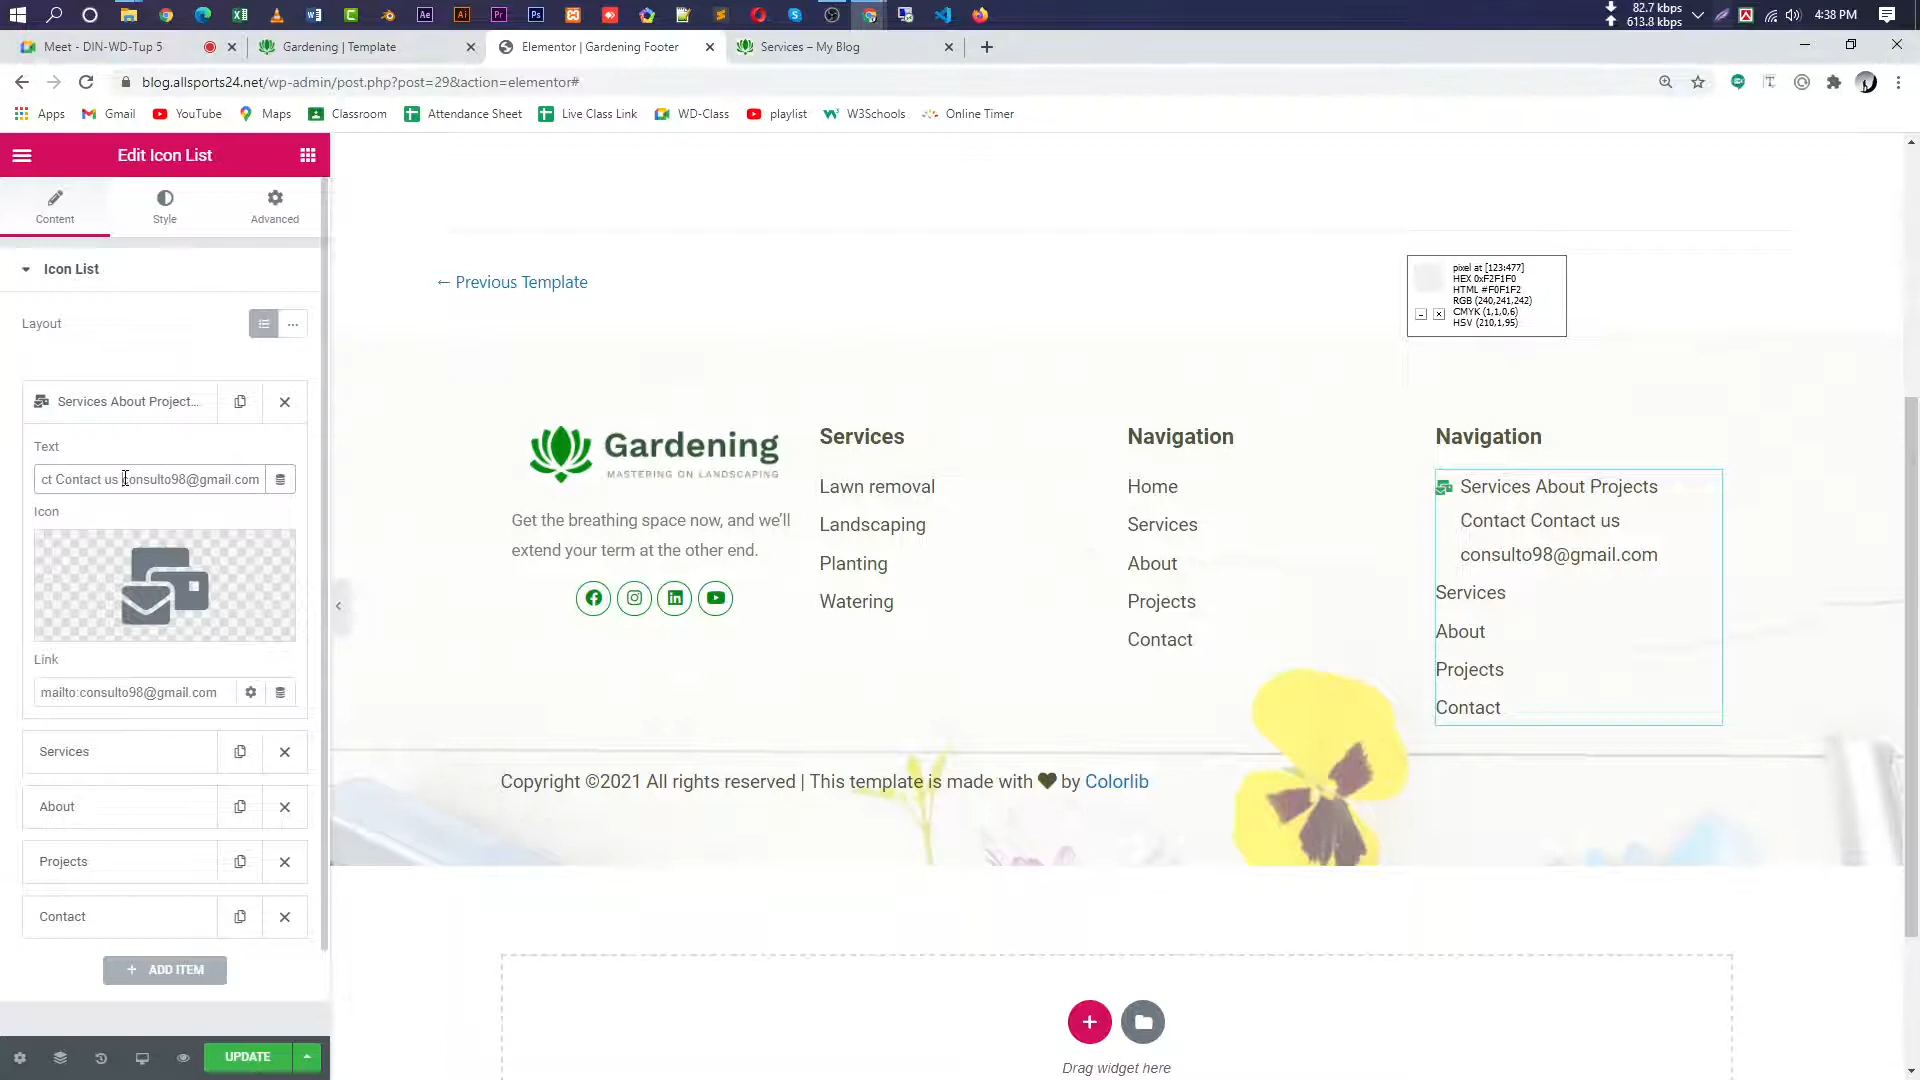 82.7 kbps
613.8 kbps
4:38 PM
Meet - DIN-WD-Tup 5
Gardening | Template
Elementor | Gardening Footer
Services – My Blog
blog.allsports24.net/wp-admin/post.php?post=29&action=elementor#
Apps
Gmail
YouTube
Maps
Classroom
Attendance Sheet
Live Class Link
WD-Class
playlist
W3Schools
Online Timer
Edit Icon List
Content
Style
Advanced
Icon List
Layout
Services About Project...
Text
ct Contact us consulto98@gmail.com
Icon
Link
mailto:consulto98@gmail.com
Services
About
Projects
Contact
+ ADD ITEM
UPDATE
← Previous Template
pixel at [123:477]
HEX 0xF2F1F0
HTML #F0F1F2
RGB (240,241,242)
CMYK (1,1,0,6)
HSV (210,1,95)
Gardening
MASTERING ON LANDSCAPING
Get the breathing space now, and we'll
extend your term at the other end.
Services
Lawn removal
Landscaping
Planting
Watering
Navigation
Home
Services
About
Projects
Contact
Navigation
Services About Projects
Contact Contact us
consulto98@gmail.com
Services
About
Projects
Contact
Copyright ©2021 All rights reserved | This template is made with ♥ by Colorlib
Drag widget here